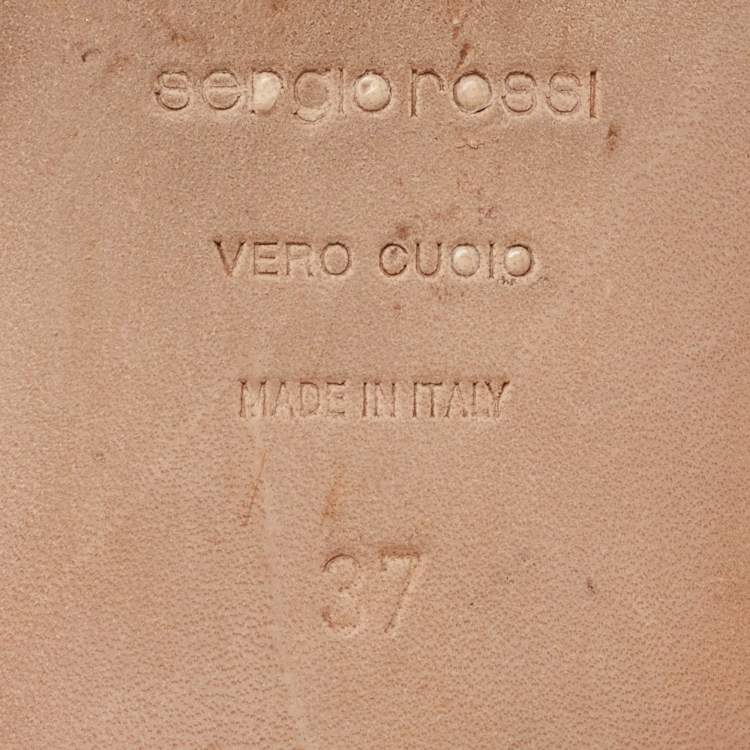 sergio rossi
VERO CUOIO
MADE IN ITALY
37